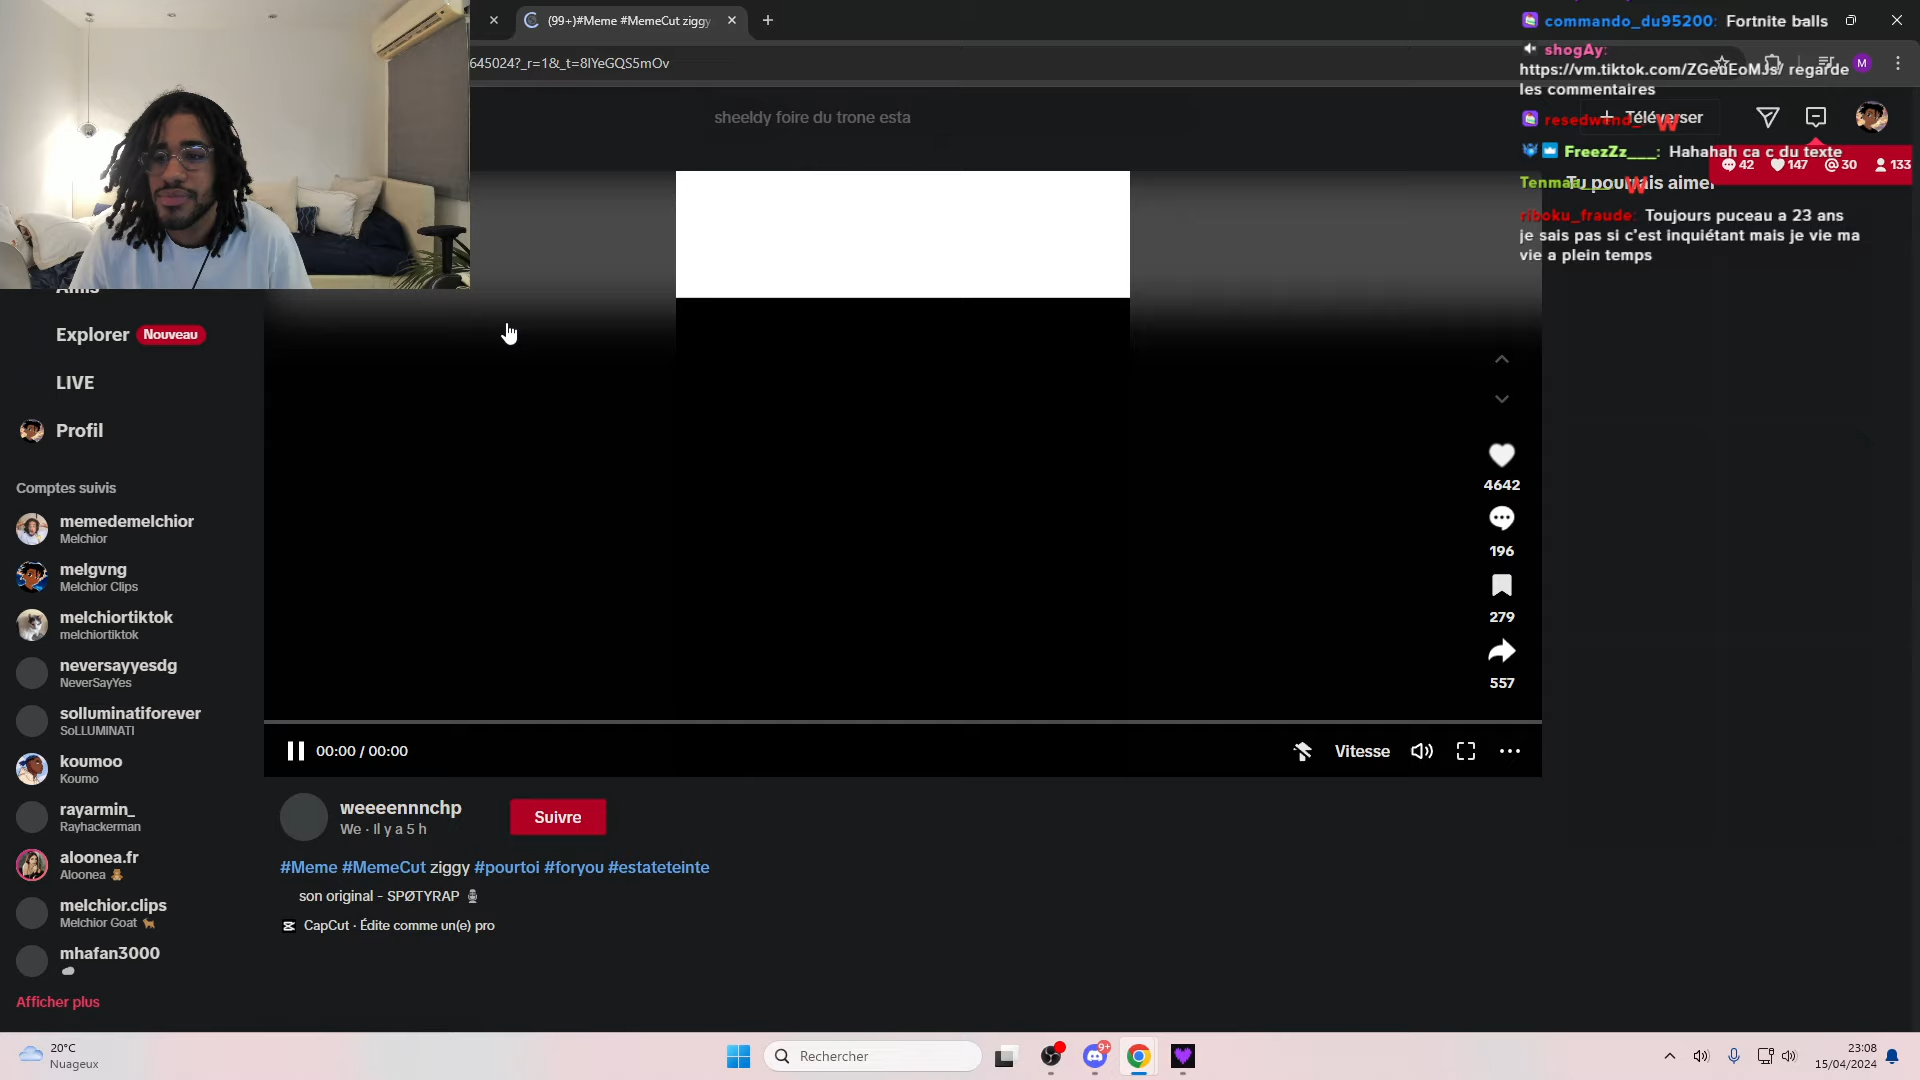 (99+)#Meme #MemeCut ziggy
645024?_r=1&_t=8lYeGQS5mOv
sheeldy foire du trone esta
Téléverser
commando_du95200: Fortnite balls
shogAy:
https://vm.tiktok.com/ZGedEoMJs/ regarde
les commentaires
resedwend_: W
FreezZz___: Hahahah ca c du texte
W
riboku_fraude: Toujours puceau a 23 ans
je sais pas si c'est inquiétant mais je vie ma
vie a plein temps
Tu pourrais aimer
42 147 @30 133
M
Amis
Explorer Nouveau
LIVE
Profil
Comptes suivis
memedemelchior
Melchior
melgvng
Melchior Clips
melchiortiktok
melchiortiktok
neversayyesdg
NeverSayYes
solluminatiforever
SoLLUMINATI
koumoo
Koumo
rayarmin_
Rayhackerman
aloonea.fr
Aloonea 🧸
melchior.clips
Melchior Goat 🐐
mhafan3000
Afficher plus
4642
196
279
557
00:00 / 00:00
Vitesse
weeeennnchp
We · Il y a 5 h
Suivre
#Meme #MemeCut ziggy #pourtoi #foryou #estateteinte
son original - SPØTYRAP 🎙
CapCut · Édite comme un(e) pro
20°C
Nuageux
Rechercher
9+
23:08
15/04/2024